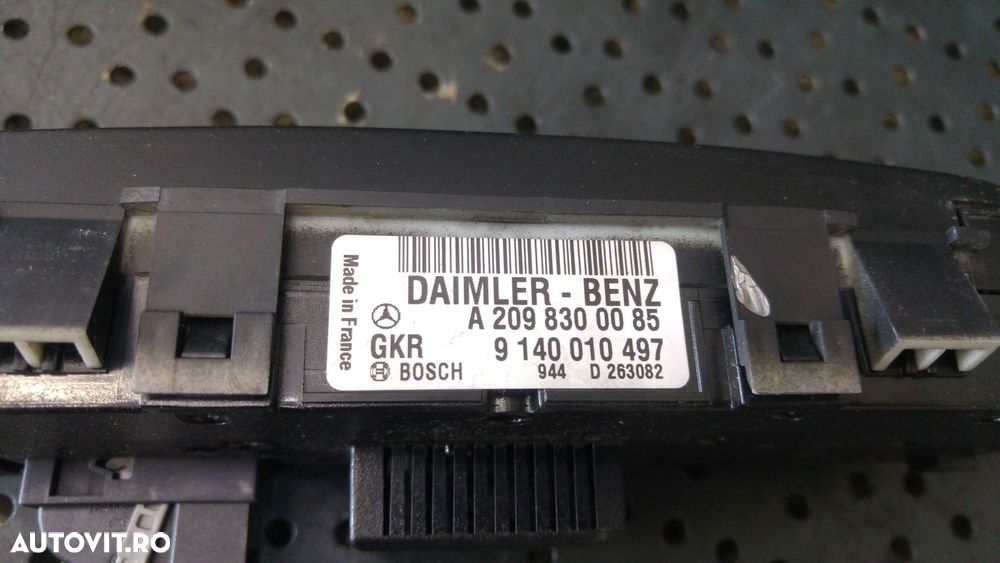 Made in France
DAIMLER - BENZ
A 209 830 00 85
GKR 9 140 010 497
BOSCH 944 D 263082
AUTOVIT.RO